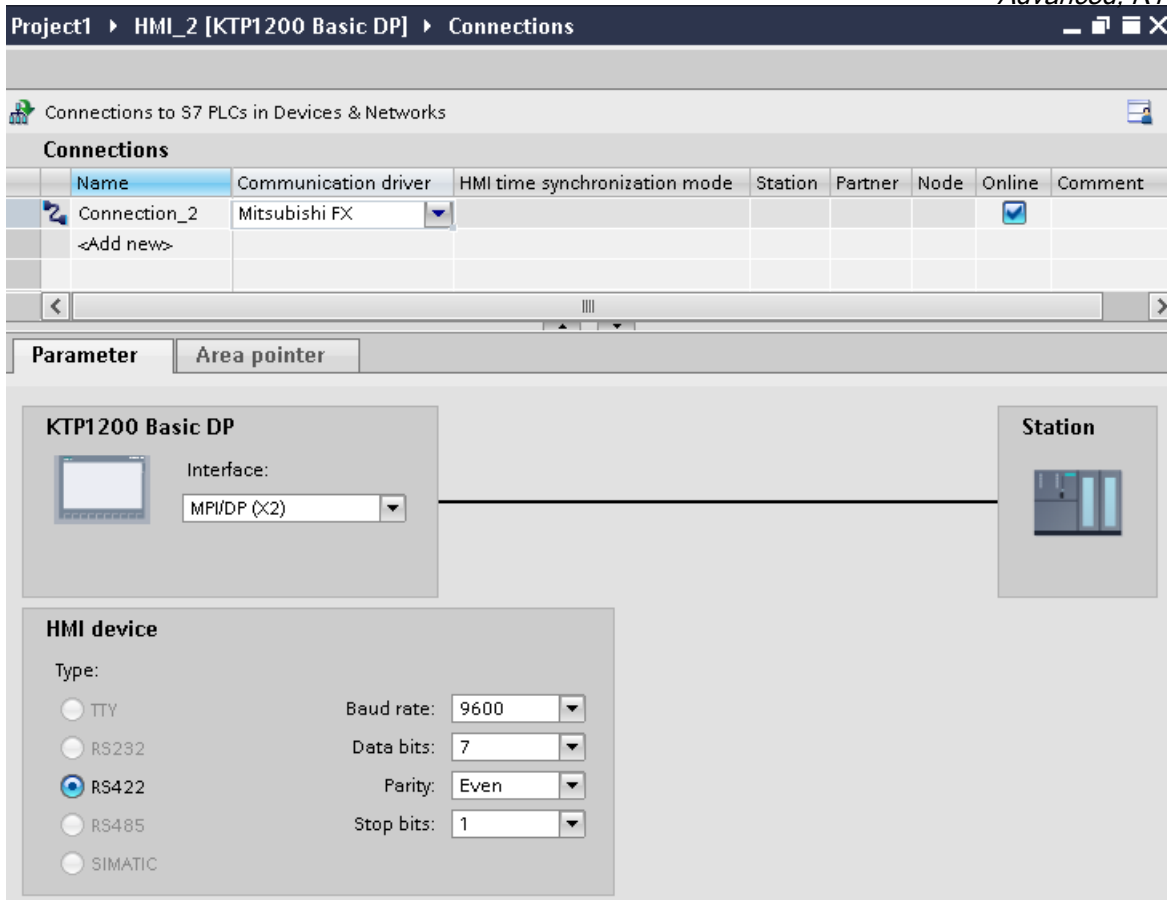 Project1 ▸ HMI_2 [KTP1200 Basic DP] ▸ Connections
Connections to S7 PLCs in Devices & Networks
Connections
Name Communication driver HMI time synchronization mode Station Partner Node Online Comment
Connection_2 Mitsubishi FX
<Add new>
Parameter Area pointer
KTP1200 Basic DP Station
Interface:
MPI/DP (X2)
HMI device
Type:
TTY Baud rate: 9600
RS232 Data bits: 7
RS422 Parity: Even
RS485 Stop bits: 1
SIMATIC